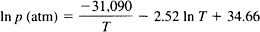 ln p (atm) = −31,090 / T − 2.52 ln T + 34.66